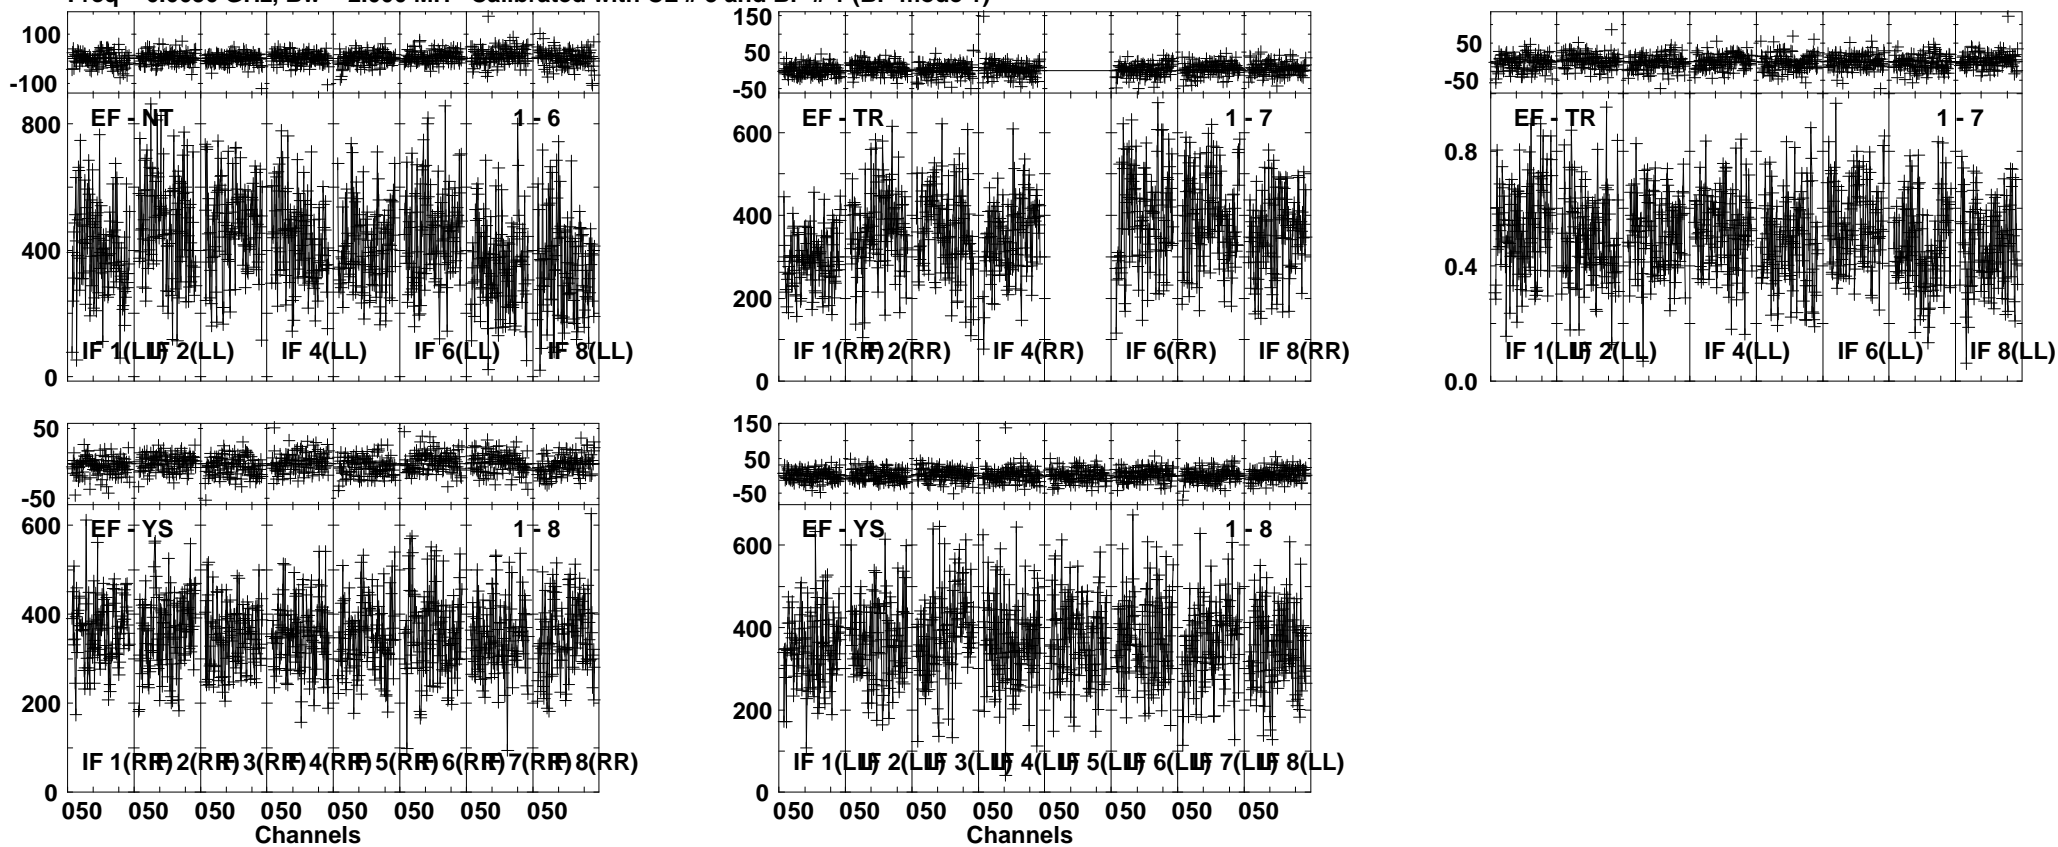 100
-100
EF - NT
1 - 6
800
400
0
IF 1(LL) IF 2(LL) IF 4(LL) IF 6(LL) IF 8(LL)
150
50
-50
EF - TR
1 - 7
600
400
200
0
IF 1(RR) IF 2(RR) IF 4(RR) IF 6(RR) IF 8(RR)
50
-50
EF - TR
1 - 7
0.8
0.4
0.0
IF 1(LL) IF 2(LL) IF 4(LL) IF 6(LL) IF 8(LL)
50
-50
EF - YS
1 - 8
600
400
200
0
IF 1(RR) IF 2(RR) IF 3(RR) IF 4(RR) IF 5(RR) IF 6(RR) IF 7(RR) IF 8(RR)
050 050 050 050 050 050 050 050
Channels
150
50
-50
EF - YS
1 - 8
600
400
200
0
IF 1(LL) IF 2(LL) IF 3(LL) IF 4(LL) IF 5(LL) IF 6(LL) IF 7(LL) IF 8(LL)
050 050 050 050 050 050 050 050
Channels